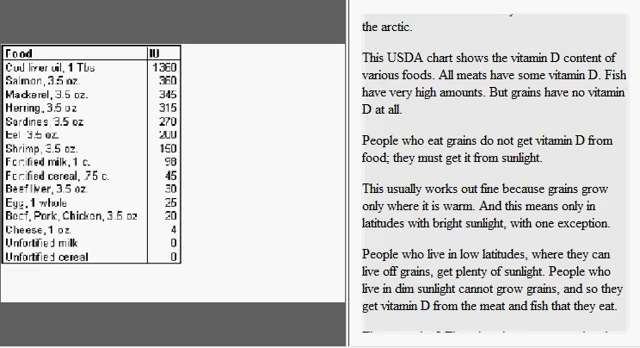 Food IU
Cod liver oil, 1 Tbs 1360
Salmon, 3.5 oz. 360
Mackerel, 3.5 oz. 345
Herring, 3.5 oz 315
Sardines 3.5 oz 270
Eel 3.5 oz. 200
Shrimp, 3.5 oz. 150
Fortified milk, 1 c. 98
Fortified cereal, .75 c. 45
Beef liver, 3.5 oz. 30
Egg, 1 whole 25
Beef, Pork, Chicken, 3.5 oz 20
Cheese, 1 oz. 4
Unfortified milk 0
Unfortified cereal 0
the arctic.
This USDA chart shows the vitamin D content of
various foods. All meats have some vitamin D. Fish
have very high amounts. But grains have no vitamin
D at all.
People who eat grains do not get vitamin D from
food; they must get it from sunlight.
This usually works out fine because grains grow
only where it is warm. And this means only in
latitudes with bright sunlight, with one exception.
People who live in low latitudes, where they can
live off grains, get plenty of sunlight. People who
live in dim sunlight cannot grow grains, and so they
get vitamin D from the meat and fish that they eat.